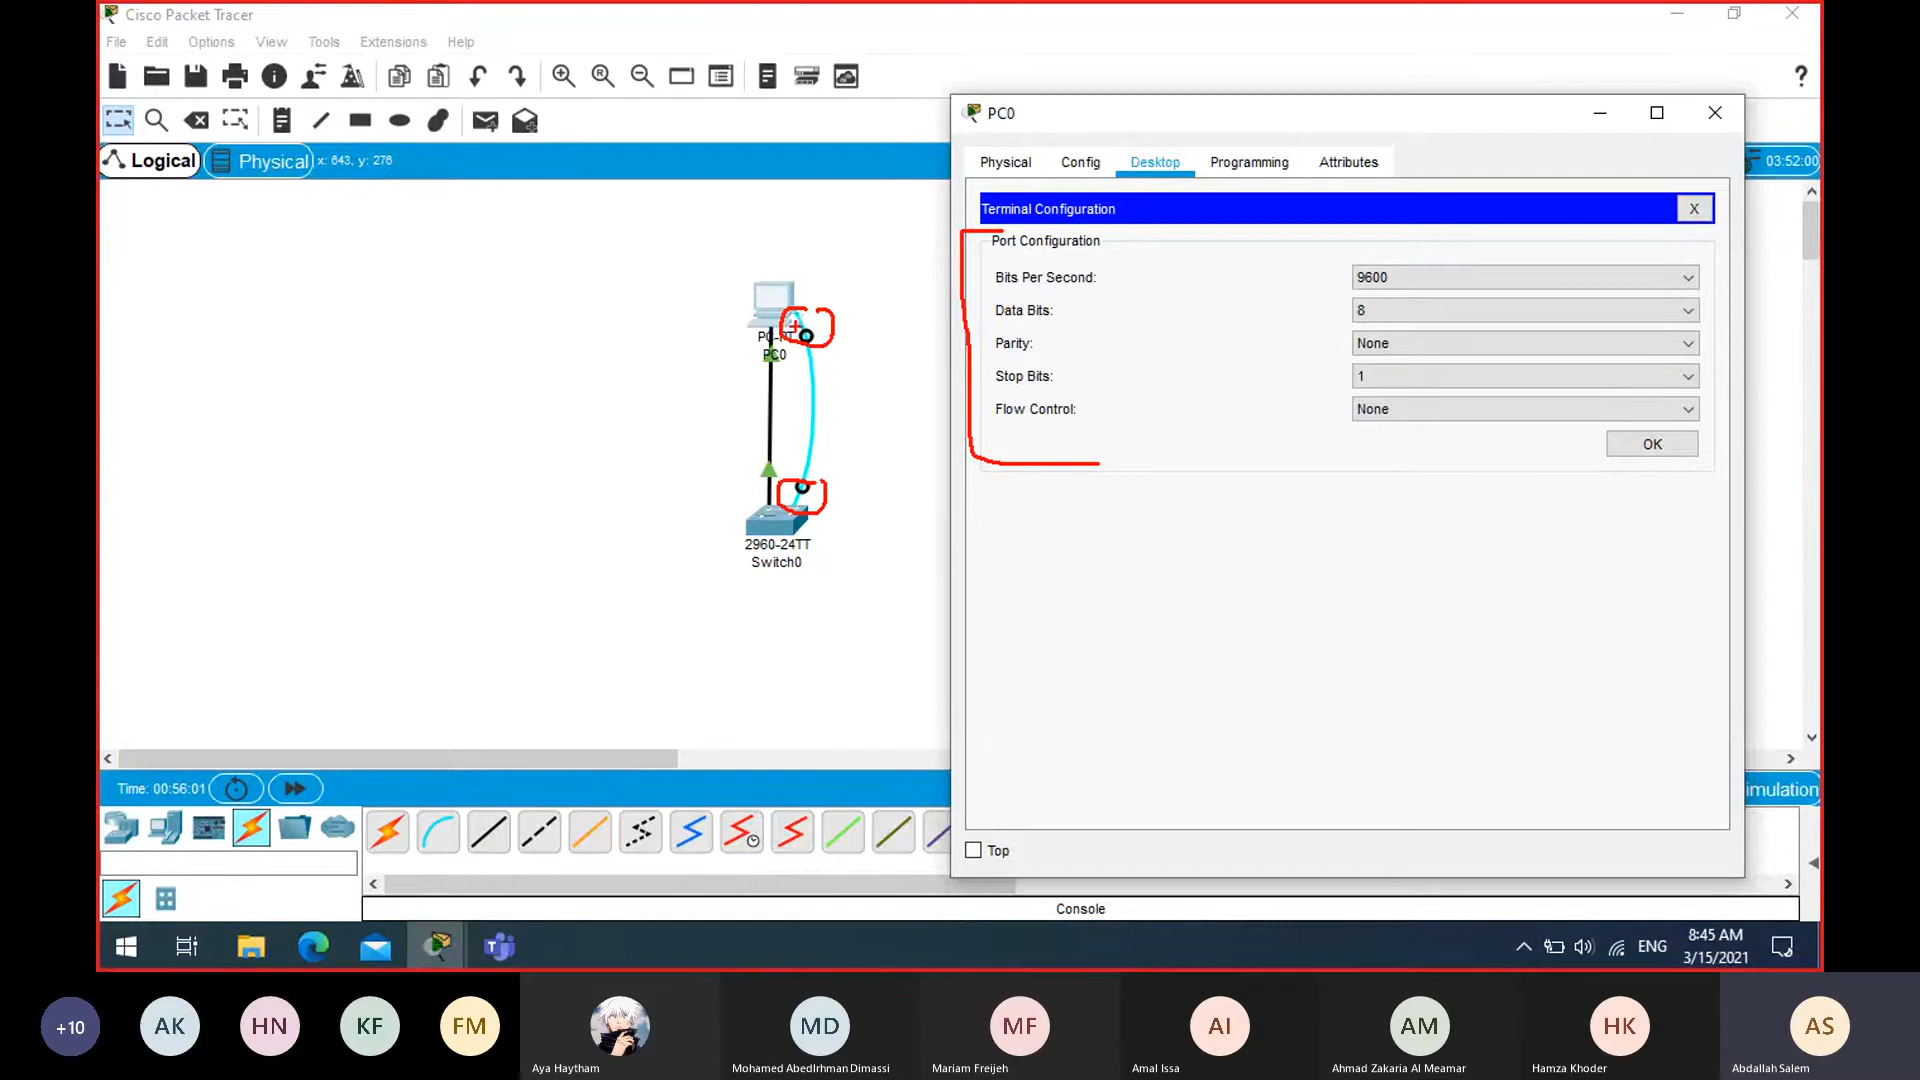 Cisco Packet Tracer
File Edit Options View Tools Extensions Help
Logical Physical x: 643, y: 276
03:52:00
PC0
Physical Config Desktop Programming Attributes
Terminal Configuration X
Port Configuration
Bits Per Second: 9600
Data Bits: 8
Parity: None
Stop Bits: 1
Flow Control: None
OK
Top
PC-PT
PC0
2960-24TT
Switch0
Time: 00:56:01
imulation
Console
ENG
8:45 AM
3/15/2021
+10 AK HN KF FM MD MF AI AM HK AS
Aya Haytham Mohamed AbedIrhman Dimassi Mariam Freijeh Amal Issa Ahmad Zakaria Al Meamar Hamza Khoder Abdallah Salem